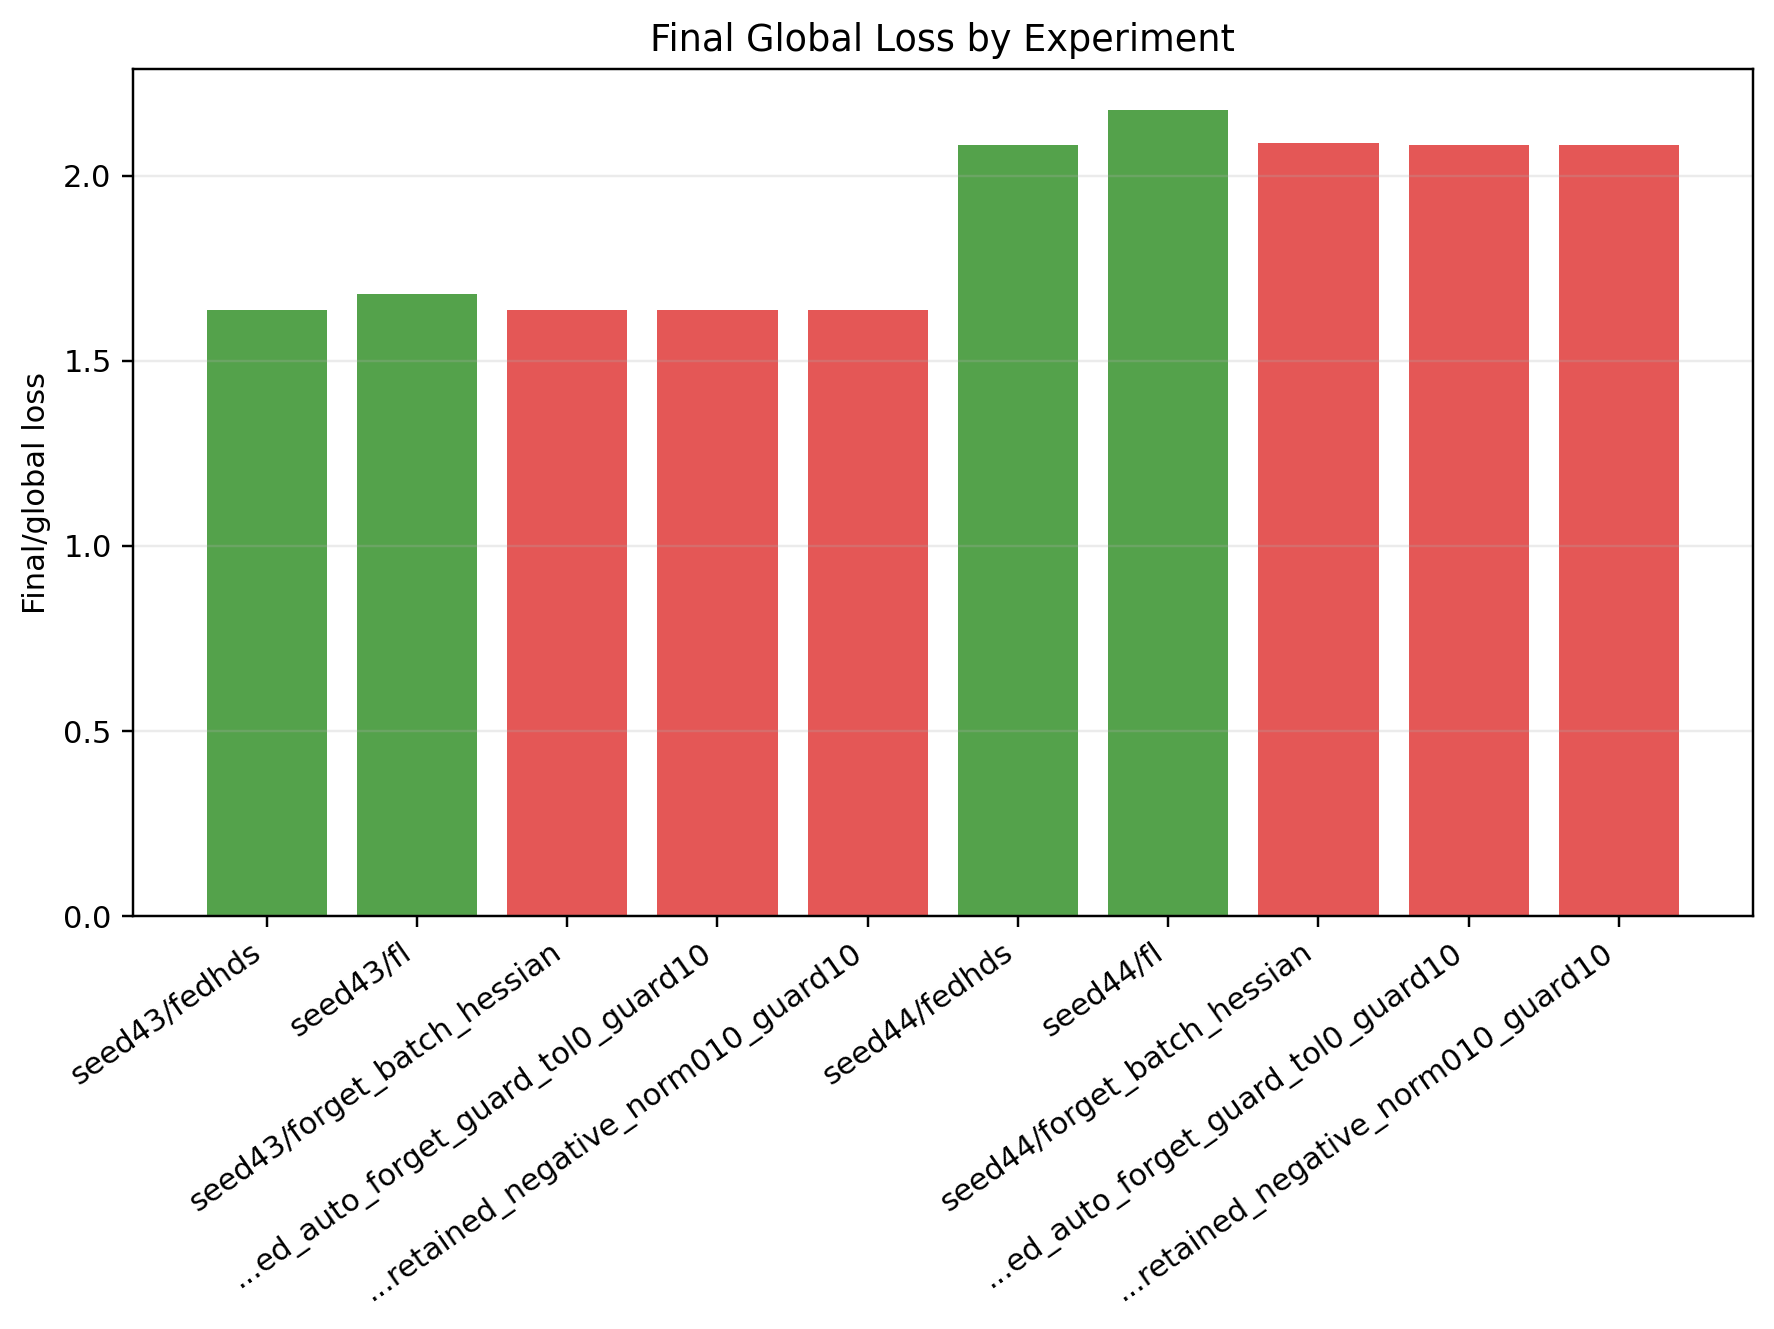 Final Global Loss by Experiment
Final/global loss
2.0
1.5
1.0
0.5
0.0
seed43/fedhds
seed43/fl
seed43/forget_batch_hessian
...ed_auto_forget_guard_tol0_guard10
...retained_negative_norm010_guard10
seed44/fedhds
seed44/fl
seed44/forget_batch_hessian
...ed_auto_forget_guard_tol0_guard10
...retained_negative_norm010_guard10